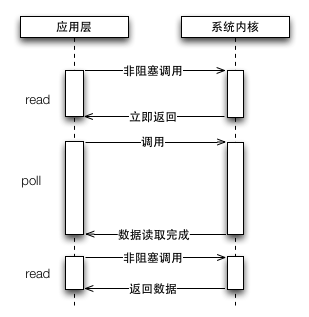 应用层 系统内核
非阻塞调用
read
立即返回
调用
poll
数据读取完成
非阻塞调用
read
返回数据